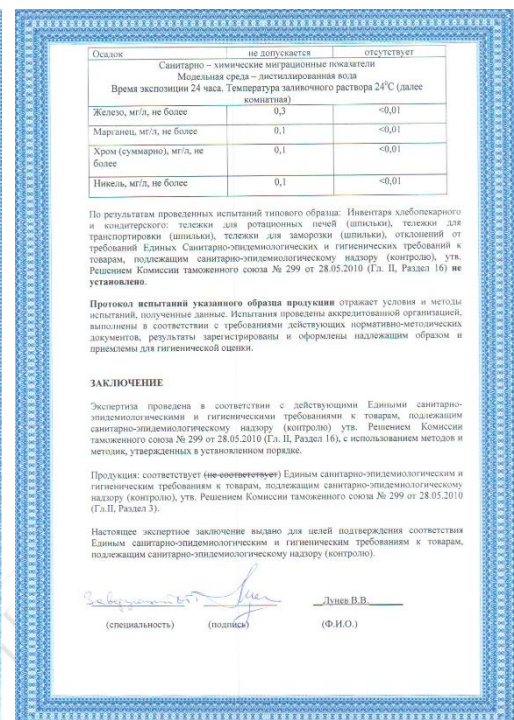 Осадок не допускается отсутствует
Санитарно – химические миграционные показатели
Модельная среда – дистиллированная вода
Время экспозиции 24 часа. Температура заливочного раствора 24⁰С (далее
комнатная)
Железо, мг/л, не более 0,3 <0,01
Марганец, мг/л, не более 0,1 <0,01
Хром (суммарно), мг/л, не 0,1 <0,01
более
Никель, мг/л, не более 0,1 <0,01
По результатам проведенных испытаний типового образца: Инвентаря хлебопекарного
и кондитерского: тележки для ротационных печей (шпильки), тележки для
транспортировки (шпильки), тележки для заморозки (шпильки), отклонений от
требований Единых Санитарно-эпидемиологических и гигиенических требований к
товарам, подлежащим санитарно-эпидемиологическому надзору (контролю), утв.
Решением Комиссии таможенного союза № 299 от 28.05.2010 (Гл. II, Раздел 16) не
установлено.
Протокол испытаний указанного образца продукции отражает условия и методы
испытаний, полученные данные. Испытания проведены аккредитованной организацией,
выполнены в соответствии с требованиями действующих нормативно-методических
документов, результаты зарегистрированы и оформлены надлежащим образом и
приемлемы для гигиенической оценки.
ЗАКЛЮЧЕНИЕ
Экспертиза проведена в соответствии с действующими Едиными санитарно-
эпидемиологическими и гигиеническими требованиями к товарам, подлежащим
санитарно-эпидемиологическому надзору (контролю) утв. Решением Комиссии
таможенного союза № 299 от 28.05.2010 (Гл. II, Раздел 16), с использованием методов и
методик, утвержденных в установленном порядке.
Продукция: соответствует (не соответствует) Единым санитарно-эпидемиологическим и
гигиеническим требованиям к товарам, подлежащим санитарно-эпидемиологическому
надзору (контролю), утв. Решением Комиссии таможенного союза № 299 от 28.05.2010
(Гл.II, Раздел 3).
Настоящее экспертное заключение выдано для целей подтверждения соответствия
Единым санитарно-эпидемиологическим и гигиеническим требованиям к товарам,
подлежащим санитарно-эпидемиологическому надзору (контролю).
Лунев В.В.
(специальность) (подпись) (Ф.И.О.)